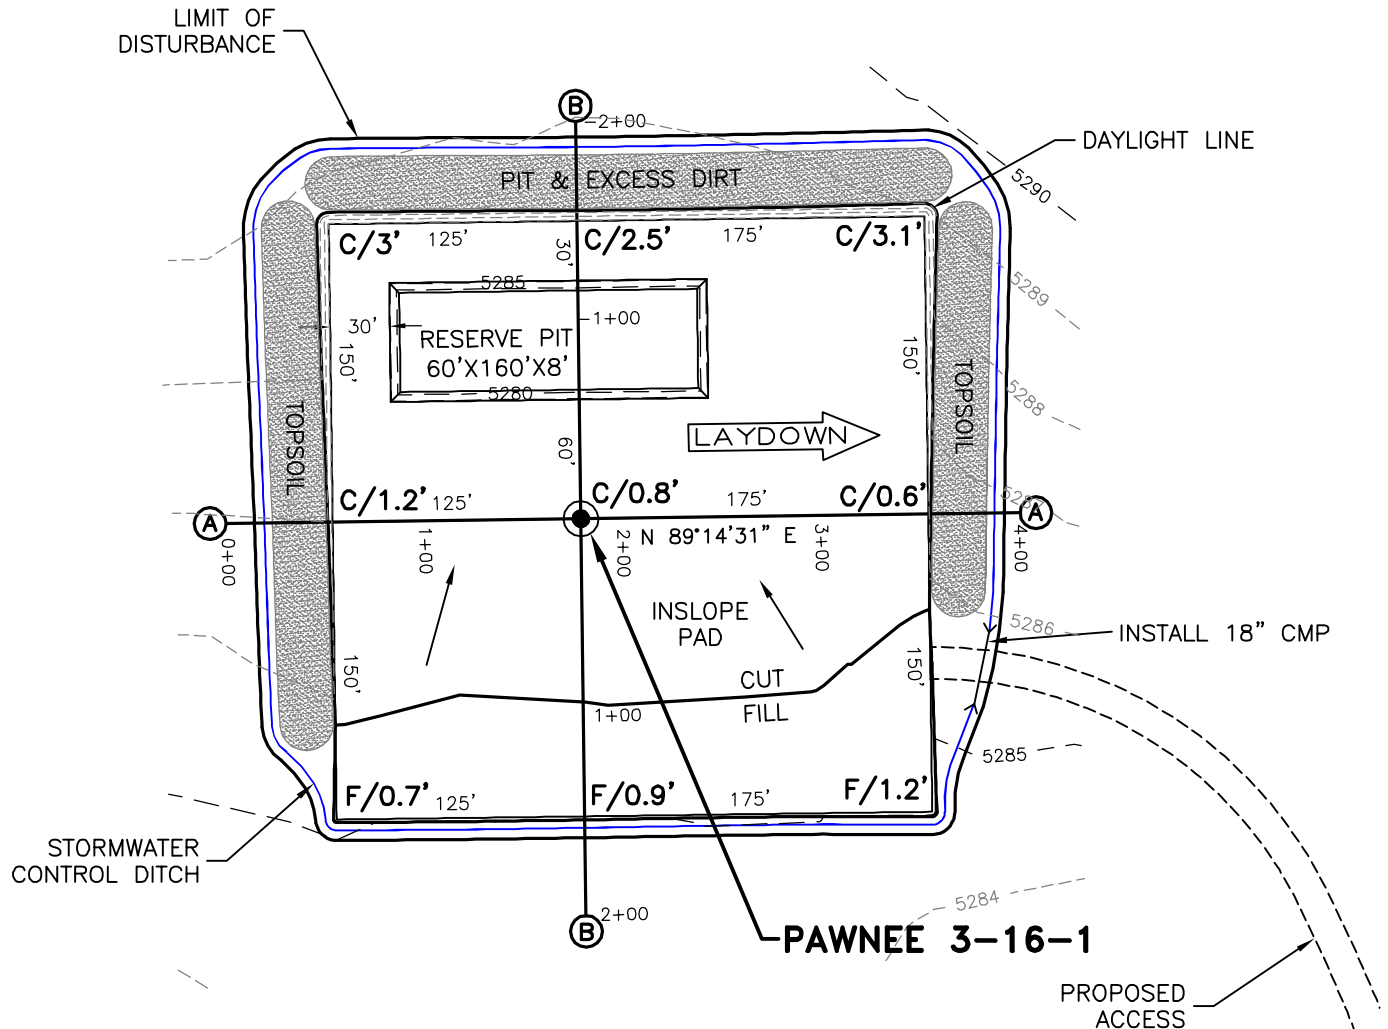 LIMIT OF
DISTURBANCE
B
-2+00
DAYLIGHT LINE
5290
PIT & EXCESS DIRT
C/3'
125'
30'
C/2.5'
175'
C/3.1'
5289
5285
-1+00
30'
150'
RESERVE PIT
60'X160'X8'
5280
150'
5288
TOPSOIL
TOPSOIL
LAYDOWN
60'
C/1.2'
125'
C/0.8'
175'
C/0.6'
5287
A
A
0+00
1+00
2+00
N 89°14'31" E
3+00
4+00
INSLOPE
PAD
5286
INSTALL 18" CMP
150'
150'
CUT
FILL
1+00
5285
F/0.7'
125'
F/0.9'
175'
F/1.2'
STORMWATER
CONTROL DITCH
5284
B
2+00
PAWNEE 3-16-1
PROPOSED
ACCESS